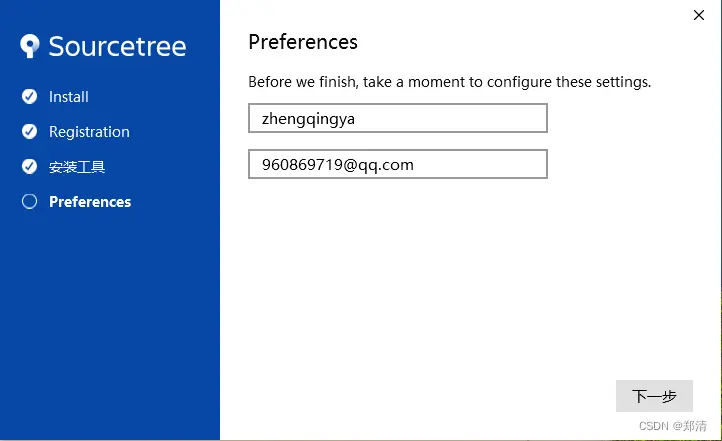 Sourcetree
Install
Registration
安装工具
Preferences
Preferences
Before we finish, take a moment to configure these settings.
zhengqingya
960869719@qq.com
下一步
CSDN @郑清